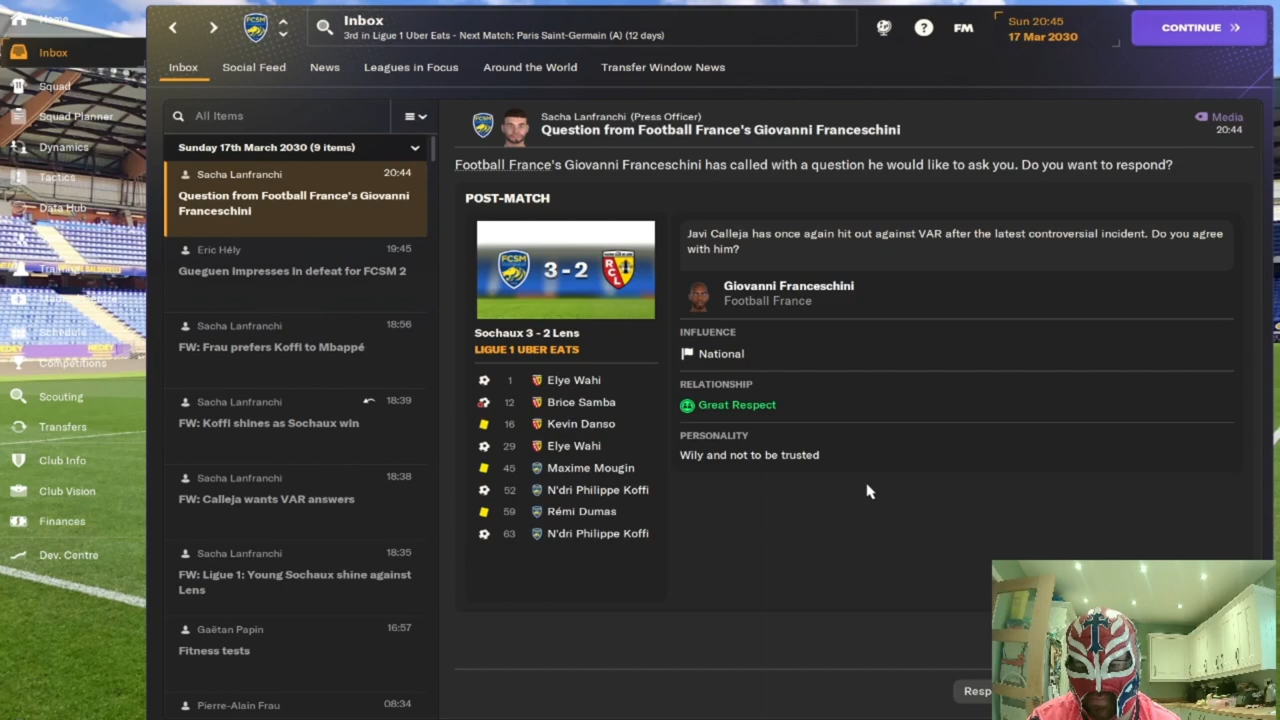 Home
Inbox
Squad
Squad Planner
Dynamics
Tactics
Data Hub
Schedule
Competitions
Scouting
Transfers
Club Info
Club Vision
Finances
Dev. Centre
FCSM
Inbox
3rd in Ligue 1 Uber Eats - Next Match: Paris Saint-Germain (A) (12 days)
?
FM
Sun 20:45
17 Mar 2030
CONTINUE
Inbox
Social Feed
News
Leagues in Focus
Around the World
Transfer Window News
All Items
Sunday 17th March 2030 (9 items)
Sacha Lanfranchi 20:44
Question from Football France's Giovanni
Franceschini
Eric Hély 19:45
Gueguen impresses in defeat for FCSM 2
Sacha Lanfranchi 18:56
FW: Frau prefers Koffi to Mbappé
Sacha Lanfranchi 18:39
FW: Koffi shines as Sochaux win
Sacha Lanfranchi 18:38
FW: Calleja wants VAR answers
Sacha Lanfranchi 18:35
FW: Ligue 1: Young Sochaux shine against
Lens
Gaëtan Papin 16:57
Fitness tests
Pierre-Alain Frau 08:34
Sacha Lanfranchi (Press Officer)
Question from Football France's Giovanni Franceschini
Media
20:44
Football France's Giovanni Franceschini has called with a question he would like to ask you. Do you want to respond?
POST-MATCH
FCSM
3 - 2
RCL
Sochaux 3 - 2 Lens
LIGUE 1 UBER EATS
1 Elye Wahi
12 Brice Samba
16 Kevin Danso
29 Elye Wahi
45 Maxime Mougin
52 N'dri Philippe Koffi
59 Rémi Dumas
63 N'dri Philippe Koffi
Javi Calleja has once again hit out against VAR after the latest controversial incident. Do you agree
with him?
Giovanni Franceschini
Football France
INFLUENCE
National
RELATIONSHIP
Great Respect
PERSONALITY
Wily and not to be trusted
Resp